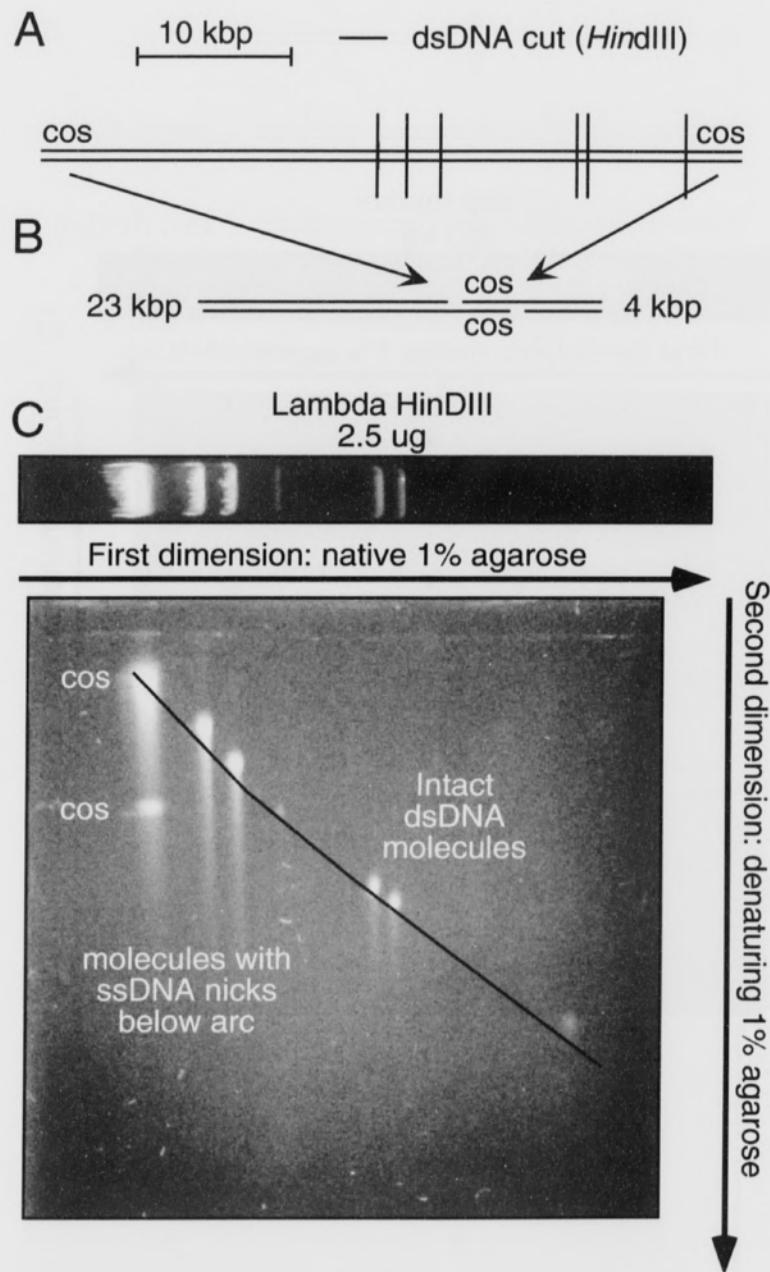 A
10 kbp
dsDNA cut (HindIII)
cos
cos
B
cos
23 kbp
4 kbp
cos
C
Lambda HinDIII
2.5 ug
First dimension: native 1% agarose
Second dimension: denaturing 1% agarose
cos
Intact
dsDNA
molecules
cos
molecules with
ssDNA nicks
below arc